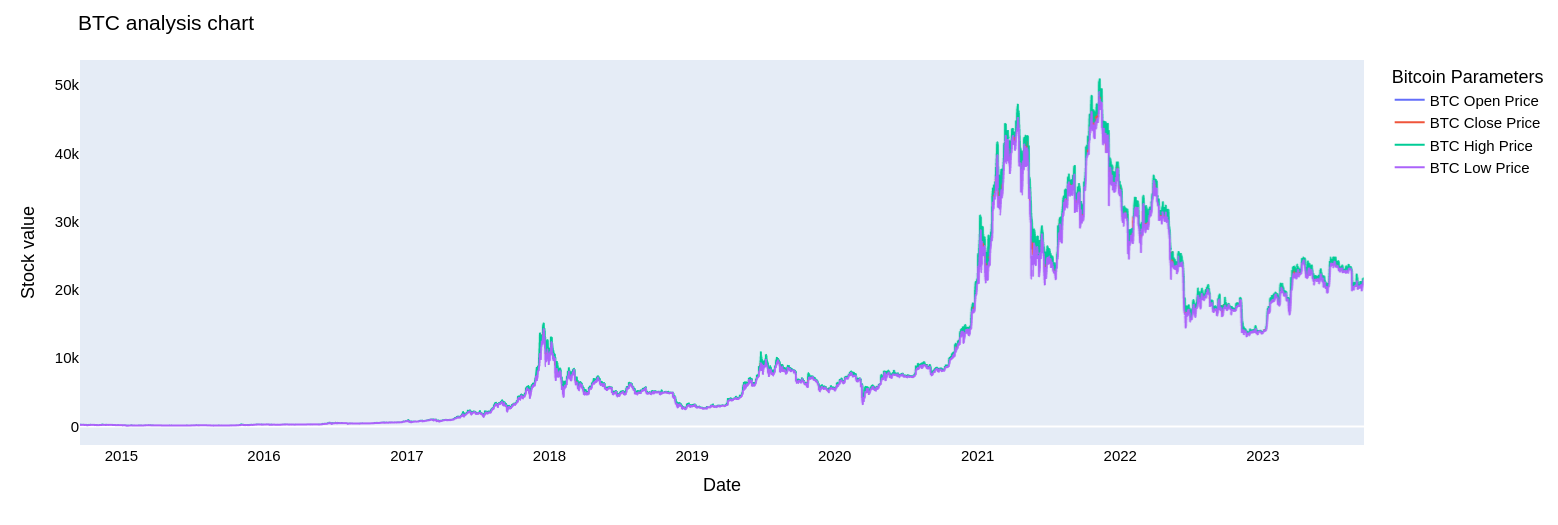 BTC analysis chart
Bitcoin Parameters
BTC Open Price
BTC Close Price
BTC High Price
BTC Low Price
Stock value
50k
40k
30k
20k
10k
0
2015 2016 2017 2018 2019 2020 2021 2022 2023
Date